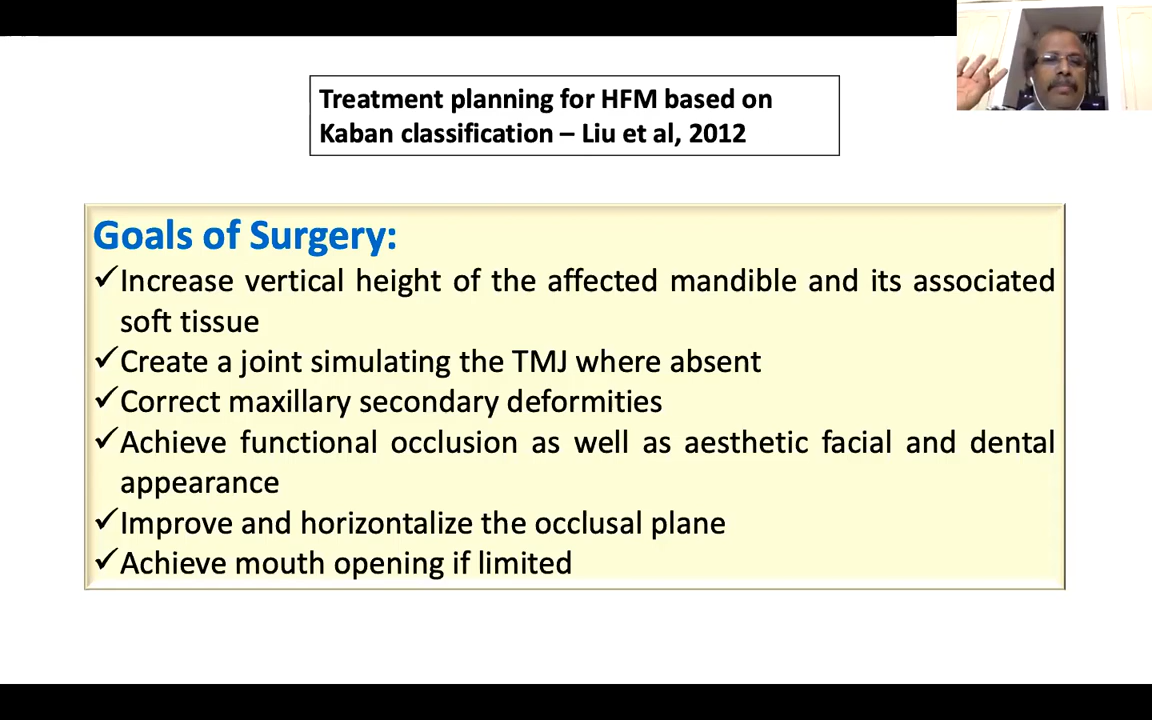 Treatment planning for HFM based on
Kaban classification – Liu et al, 2012
Goals of Surgery:
✓Increase vertical height of the affected mandible and its associated
soft tissue
✓Create a joint simulating the TMJ where absent
✓Correct maxillary secondary deformities
✓Achieve functional occlusion as well as aesthetic facial and dental
appearance
✓Improve and horizontalize the occlusal plane
✓Achieve mouth opening if limited